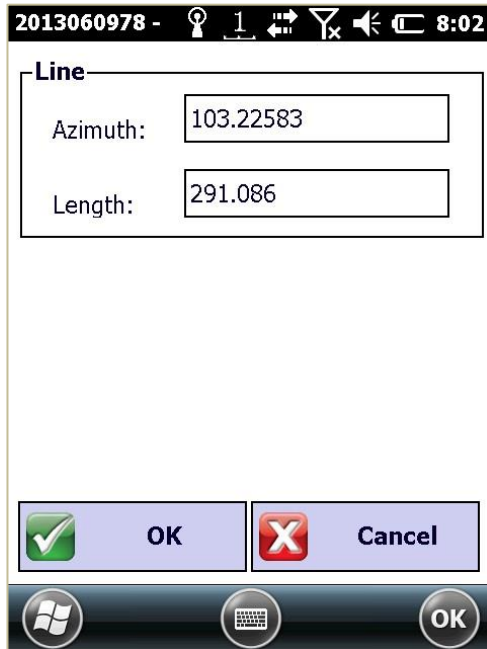 2013060978 - 1 8:02
Line
Azimuth: 103.22583
Length: 291.086
OK Cancel
OK